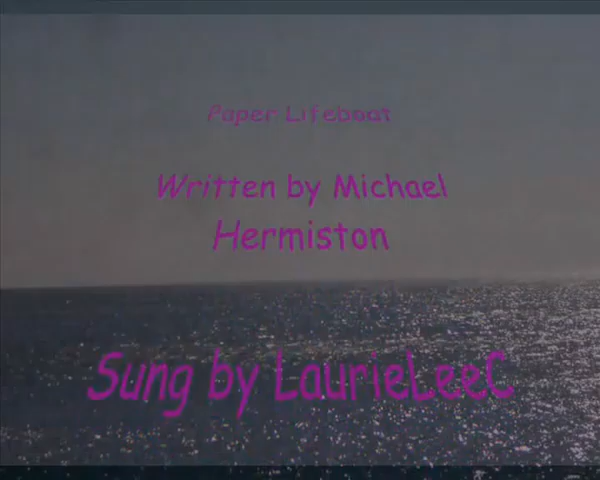 Paper Lifeboat
Written by Michael
Hermiston
Sung by LaurieLeeC